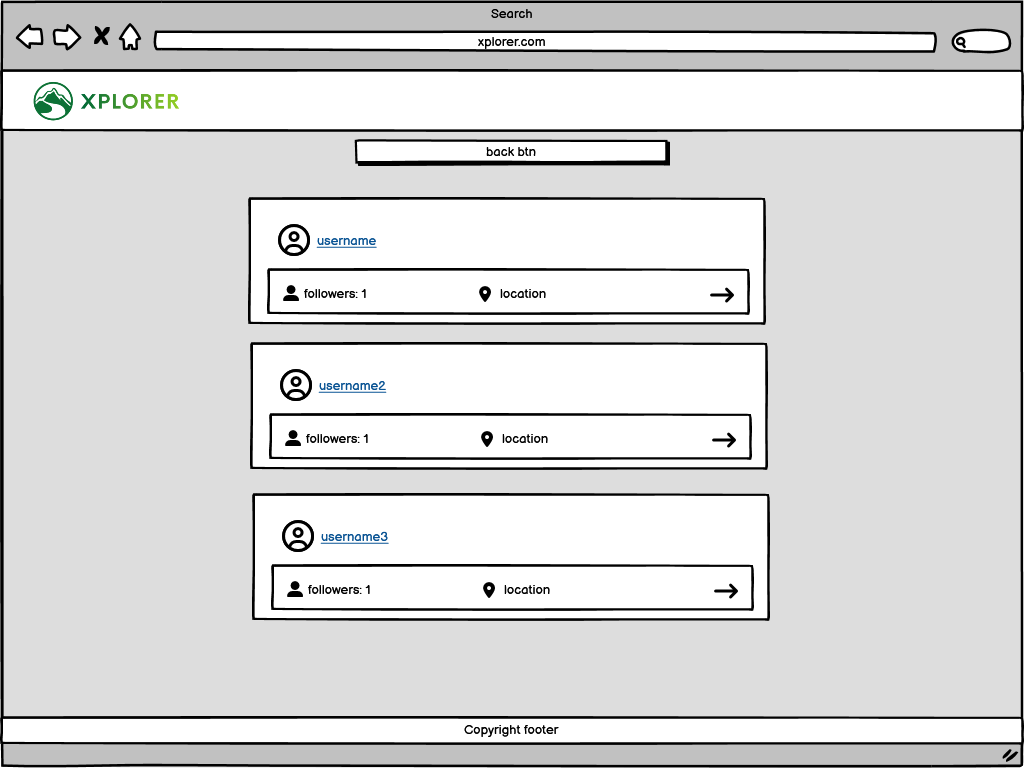 Search
xplorer.com
XPLORER
back btn
username
followers: 1 location
username2
followers: 1 location
username3
followers: 1 location
Copyright footer